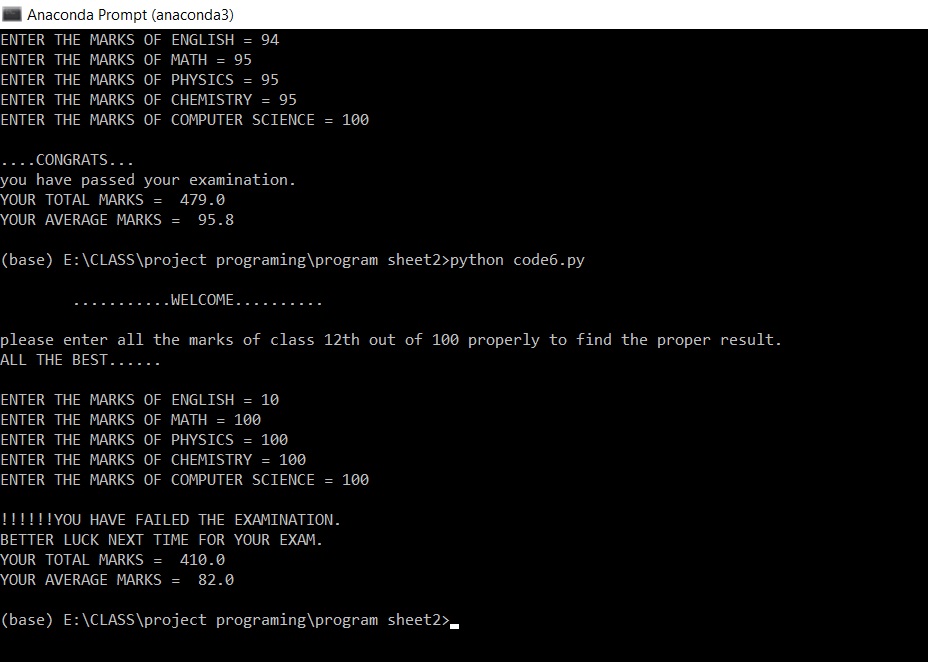 Anaconda Prompt (anaconda3)
ENTER THE MARKS OF ENGLISH = 94
ENTER THE MARKS OF MATH = 95
ENTER THE MARKS OF PHYSICS = 95
ENTER THE MARKS OF CHEMISTRY = 95
ENTER THE MARKS OF COMPUTER SCIENCE = 100
....CONGRATS...
you have passed your examination.
YOUR TOTAL MARKS =  479.0
YOUR AVERAGE MARKS =  95.8
(base) E:\CLASS\project programing\program sheet2>python code6.py
...........WELCOME..........
please enter all the marks of class 12th out of 100 properly to find the proper result.
ALL THE BEST......
ENTER THE MARKS OF ENGLISH = 10
ENTER THE MARKS OF MATH = 100
ENTER THE MARKS OF PHYSICS = 100
ENTER THE MARKS OF CHEMISTRY = 100
ENTER THE MARKS OF COMPUTER SCIENCE = 100
!!!!!!YOU HAVE FAILED THE EXAMINATION.
BETTER LUCK NEXT TIME FOR YOUR EXAM.
YOUR TOTAL MARKS =  410.0
YOUR AVERAGE MARKS =  82.0
(base) E:\CLASS\project programing\program sheet2>